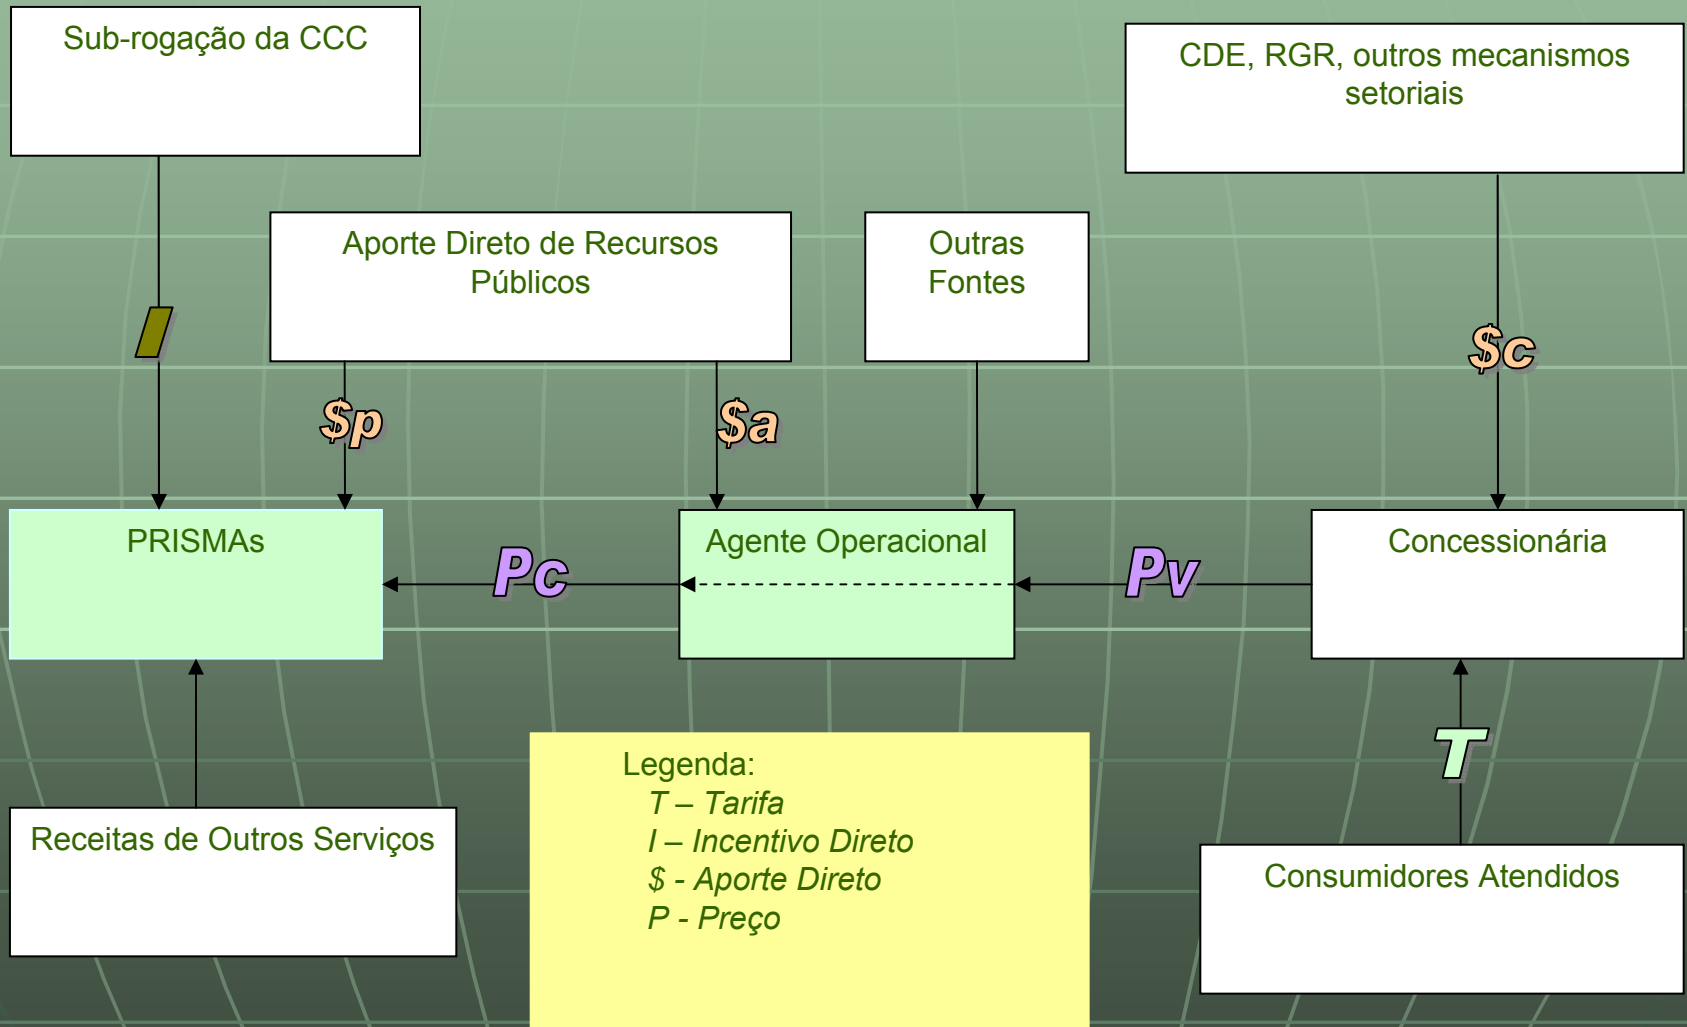 Sub-rogação da CCC
CDE, RGR, outros mecanismos
setoriais
Aporte Direto de Recursos
Públicos
Outras
Fontes
I
$p
$a
$c
PRISMAs
Pc
Agente Operacional
Pv
Concessionária
T
Receitas de Outros Serviços
Legenda:
T – Tarifa
I – Incentivo Direto
$ - Aporte Direto
P - Preço
Consumidores Atendidos